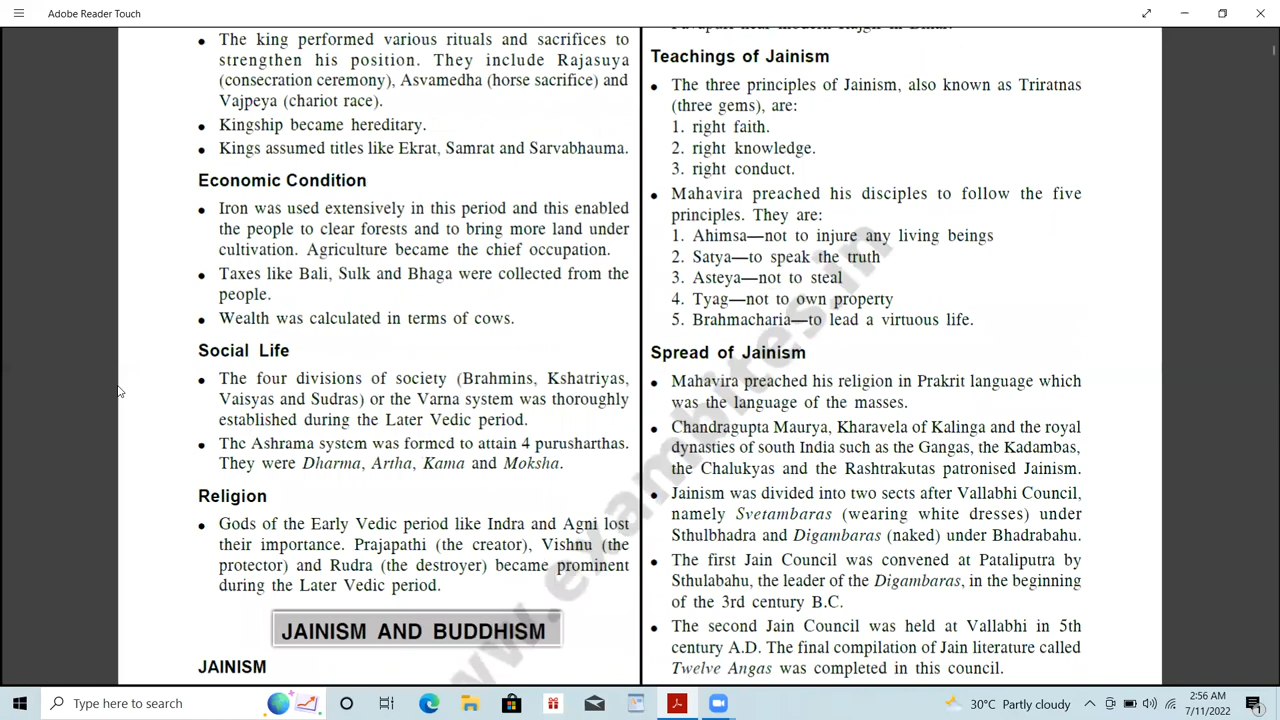 Adobe Reader Touch
The king performed various rituals and sacrifices to
strengthen his position. They include Rajasuya
(consecration ceremony), Asvamedha (horse sacrifice) and
Vajpeya (chariot race).
Kingship became hereditary.
Kings assumed titles like Ekrat, Samrat and Sarvabhauma.
Economic Condition
Iron was used extensively in this period and this enabled
the people to clear forests and to bring more land under
cultivation. Agriculture became the chief occupation.
Taxes like Bali, Sulk and Bhaga were collected from the
people.
Wealth was calculated in terms of cows.
Social Life
The four divisions of society (Brahmins, Kshatriyas,
Vaisyas and Sudras) or the Varna system was thoroughly
established during the Later Vedic period.
The Ashrama system was formed to attain 4 purusharthas.
They were Dharma, Artha, Kama and Moksha.
Religion
Gods of the Early Vedic period like Indra and Agni lost
their importance. Prajapathi (the creator), Vishnu (the
protector) and Rudra (the destroyer) became prominent
during the Later Vedic period.
JAINISM AND BUDDHISM
JAINISM
Teachings of Jainism
The three principles of Jainism, also known as Triratnas
(three gems), are:
1. right faith.
2. right knowledge.
3. right conduct.
Mahavira preached his disciples to follow the five
principles. They are:
1. Ahimsa—not to injure any living beings
2. Satya—to speak the truth
3. Asteya—not to steal
4. Tyag—not to own property
5. Brahmacharia—to lead a virtuous life.
Spread of Jainism
Mahavira preached his religion in Prakrit language which
was the language of the masses.
Chandragupta Maurya, Kharavela of Kalinga and the royal
dynasties of south India such as the Gangas, the Kadambas,
the Chalukyas and the Rashtrakutas patronised Jainism.
Jainism was divided into two sects after Vallabhi Council,
namely Svetambaras (wearing white dresses) under
Sthulbhadra and Digambaras (naked) under Bhadrabahu.
The first Jain Council was convened at Pataliputra by
Sthulabahu, the leader of the Digambaras, in the beginning
of the 3rd century B.C.
The second Jain Council was held at Vallabhi in 5th
century A.D. The final compilation of Jain literature called
Twelve Angas was completed in this council.
www.exambites.in
Type here to search
30°C Partly cloudy
2:56 AM
7/11/2022
1